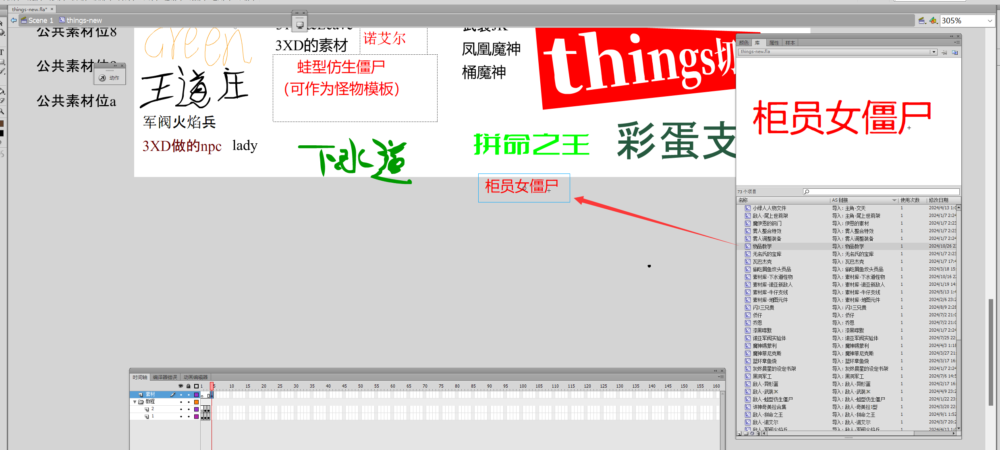 things-new.fla*
Scene 1
things-new
305%
公共素材位8
公共素材位a
Green
3XD的素材
诺艾尔
蛙型仿生僵尸
(可作为怪物模板)
王道庄
军阀火焰兵
3XD做的npc
lady
下水道
武装JK
凤凰魔神
桶魔神
things切
拼命之王
彩蛋支
柜员女僵尸
动作
颜色
库
属性
样本
things-new.fla
柜员女僵尸
73 个项目
名称
AS 链接
使用次数
修改日期
小绿人人物文件 导入: 主角-文天 1 2024/4/13 1:0
敌人-尾上世莉架 导入: 主角-尾上世莉架 1 2024/1/7 2:24
魔伊恩的钢门 导入: 伊恩的素材 1 2024/1/7 2:23
雾人整合特效 导入: 雾人整合特效 1 2024/1/7 2:23
雾人调整装备 导入: 雾人调整装备 1 2024/1/7 2:24
物品教学 导入: 物品教学 1 2024/10/26 23
无名氏的宝库 导入: 无名氏的宝库 1 2024/1/7 2:23
瓦巴杰克 导入: 瓦巴杰克 1 2024/1/7 17:4
偷吃屑鱼坟头贡品 导入: 偷吃屑鱼坟头贡品 1 2024/3/18 15:
素材库-下水道怪物 导入: 素材库-下水道怪物 1 2024/10/16 22
素材库-诺亚新敌人 导入: 素材库-诺亚新敌人 1 2024/1/19 14:
素材库-牛仔支线 导入: 素材库-牛仔支线 1 2024/5/13 1:4
素材库-地图元件 导入: 素材库-地图元件 1 2024/2/6 23:2
闪3三兄贵 导入: 闪3三兄贵 1 2024/8/9 2:28
侨仔 导入: 侨仔 1 2024/7/2 21:0
乔恩 导入: 乔恩 1 2024/7/2 21:0
漆黑噤默 导入: 漆黑噤默 1 2024/1/7 2:24
诺亚军阀实验体 导入: 诺亚军阀实验体 1 2024/7/25 22:
魔神锡蒙利 导入: 魔神锡蒙利 1 2024/4/3 1:18
魔神菲尼克斯 导入: 魔神菲尼克斯 1 2024/3/27 21:
蓝环章鱼烧 导入: 蓝环章鱼烧 1 2024/3/17 16:
灰烬晨星的设定书架 导入: 灰烬晨星的设定书架 1 2024/1/7 2:24
黑洞军工 导入: 黑洞军工 1 2024/7/6 14:5
敌人-异形蛋 导入: 敌人-异形蛋 1 2024/2/17 16:
敌人-武装JK 导入: 敌人-武装JK 1 2024/4/9 23:2
敌人-蛙型仿生僵尸 导入: 敌人-蛙型仿生僵尸 1 2024/1/22 23:
诛神奇美拉合集 导入: 敌人-奇美拉I型 1 2024/3/20 22:
敌人-拼命之王 导入: 敌人-拼命之王 1 2024/9/1 1:52
敌人-诺艾尔 导入: 敌人-诺艾尔 1 2024/3/7 20:2
敌人-军阀火焰兵 导入: 敌人-军阀火焰兵 1 2024/4/13 1:0
时间轴
编译器错误
动画编辑器
1 5 10 15 20 25 30 35 40 45 50 55 60 65 70 75 80 85 90 95 100 105 110 115 120 125 130 135 140 145 150 155 160
素材
教程
2
1